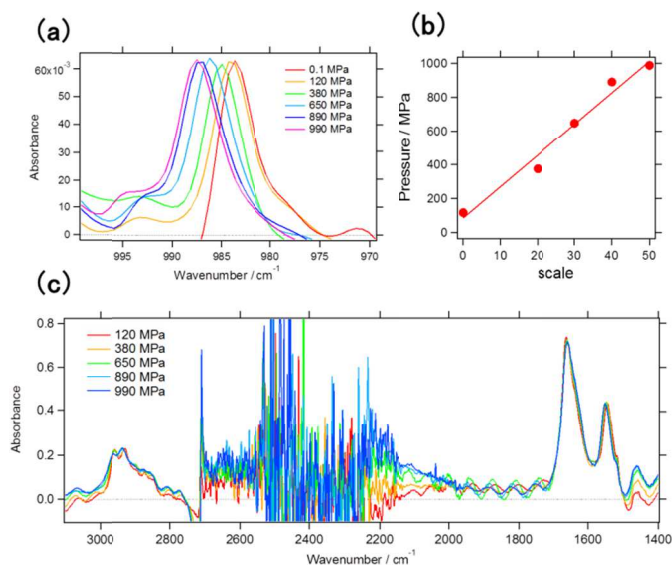 (a)
60×10⁻³
50
40
30
20
10
0
Absorbance
995
990
985
980
975
970
Wavenumber /cm⁻¹
0.1 MPa
120 MPa
380 MPa
650 MPa
890 MPa
990 MPa
(b)
1000
800
600
400
200
0
Pressure / MPa
0
20
30
40
50
scale
(c)
0.8
0.6
0.4
0.2
0.0
Absorbance
120 MPa
380 MPa
650 MPa
890 MPa
990 MPa
3000
2800
2600
2400
2200
2000
1800
1600
1400
Wavenumber / cm⁻¹